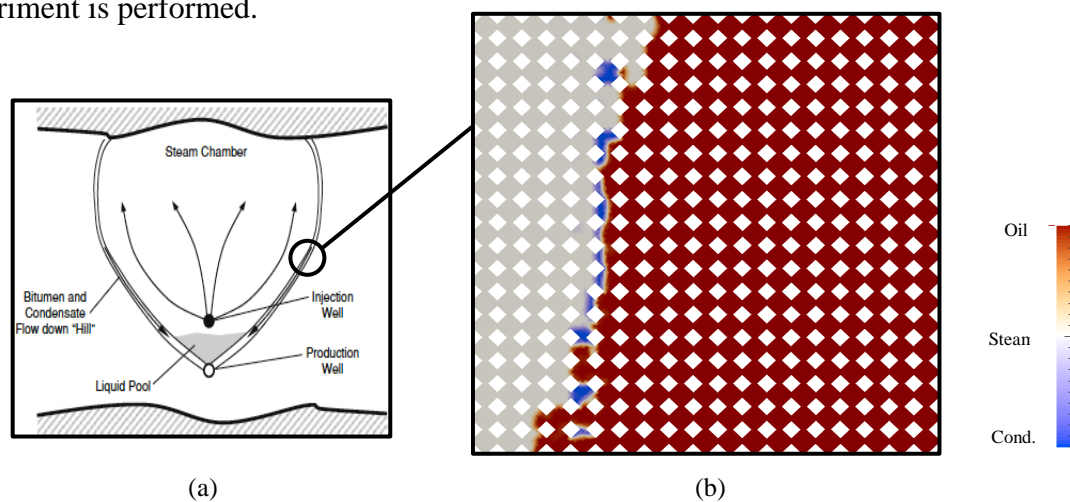 eriment is performed.
Steam Chamber
Bitumen and
Condensate
Flow down "Hill"
Injection
Well
Production
Well
Liquid Pool
Oil
Stean
Cond.
(a)
(b)